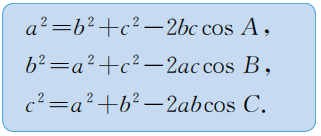 a²=b²+c²−2bc cos A，
b²=a²+c²−2ac cos B，
c²=a²+b²−2ab cos C．